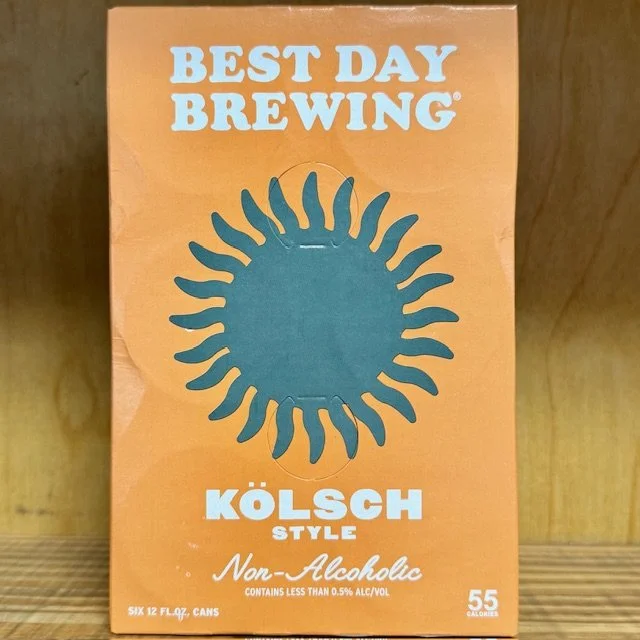 BEST DAY
BREWING®
KÖLSCH
STYLE
Non-Alcoholic
CONTAINS LESS THAN 0.5% ALC/VOL
SIX 12 FL.OZ. CANS
55
CALORIES